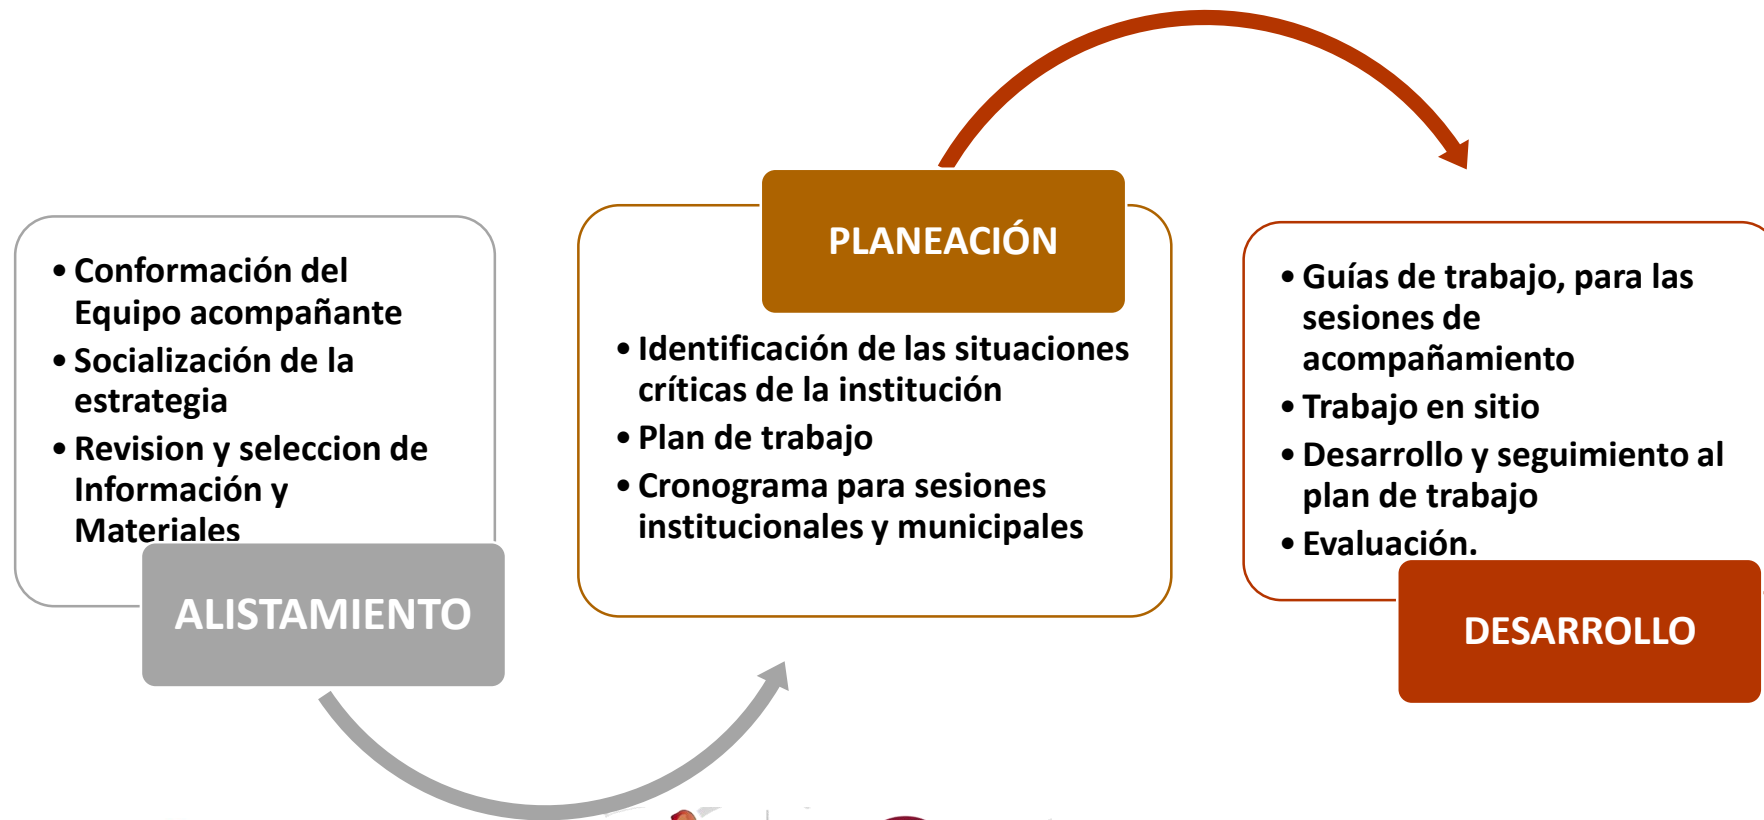 • Conformación del
Equipo acompañante
• Socialización de la
estrategia
• Revision y seleccion de
Información y
Materiales
ALISTAMIENTO
PLANEACIÓN
• Identificación de las situaciones
críticas de la institución
• Plan de trabajo
• Cronograma para sesiones
institucionales y municipales
• Guías de trabajo, para las
sesiones de
acompañamiento
• Trabajo en sitio
• Desarrollo y seguimiento al
plan de trabajo
• Evaluación.
DESARROLLO